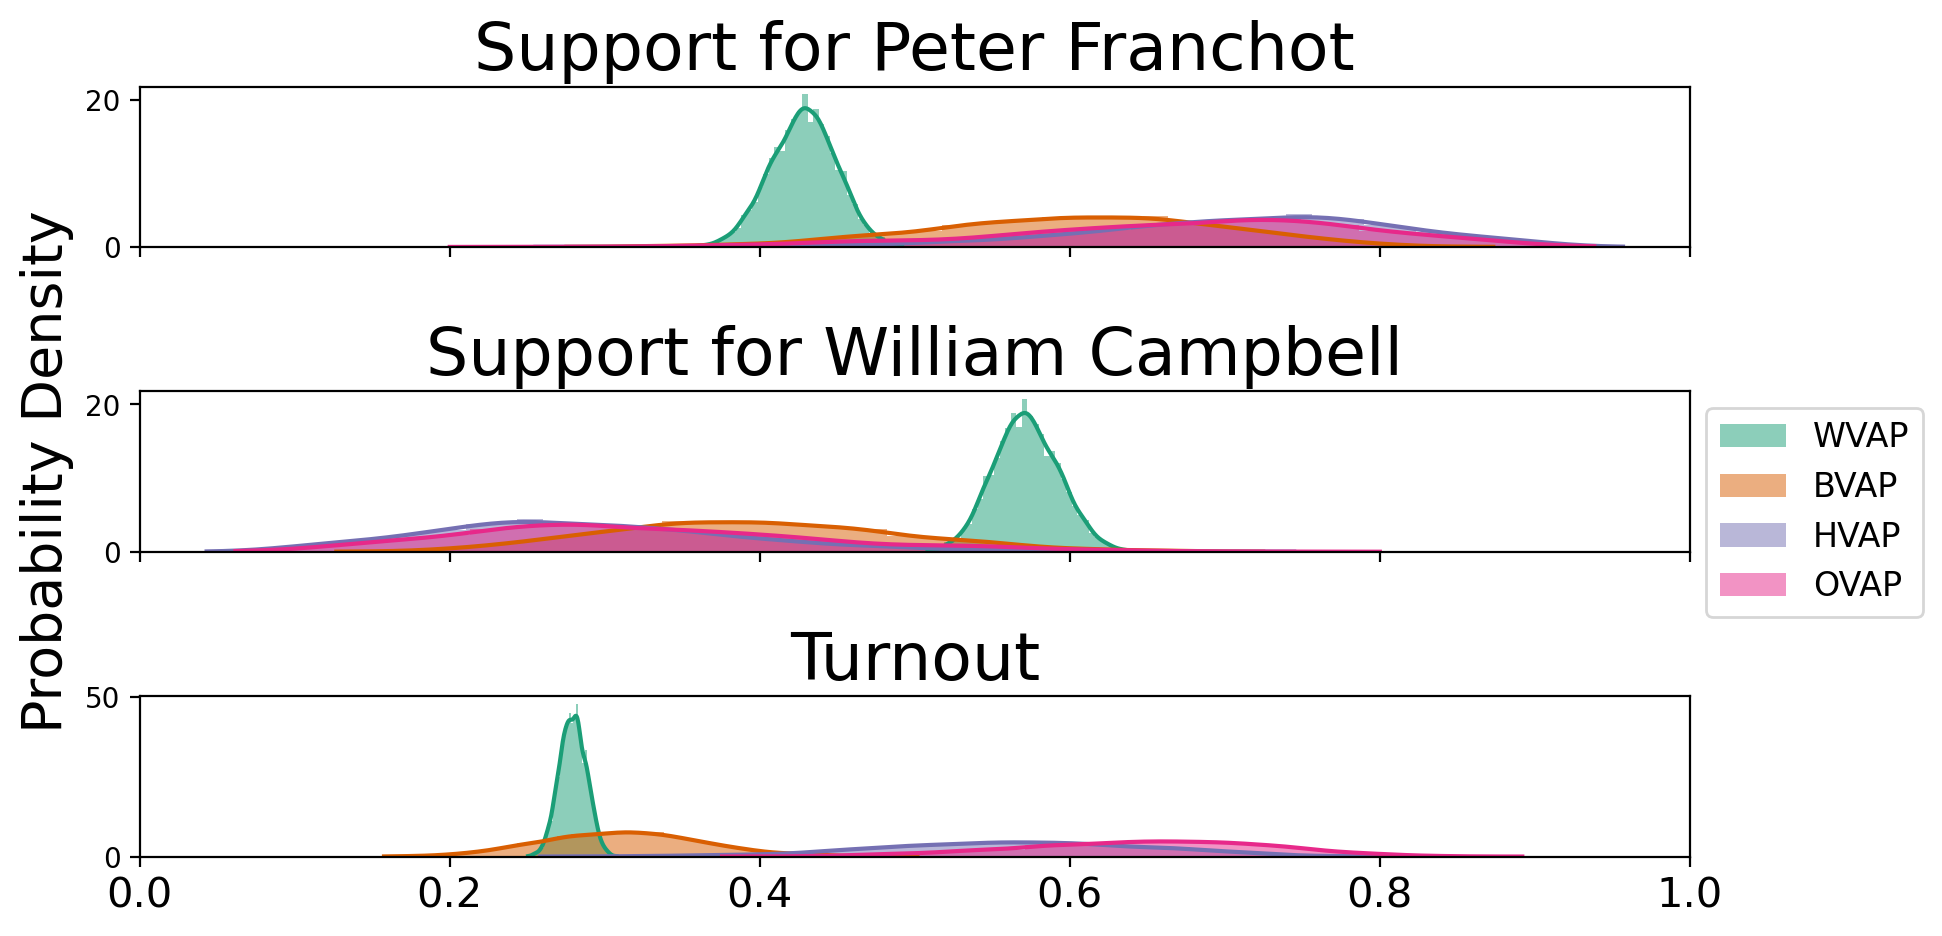 Support for Peter Franchot
20
0
Support for William Campbell
20
0
Probability Density
WVAP
BVAP
HVAP
OVAP
Turnout
50
0
0.0 0.2 0.4 0.6 0.8 1.0